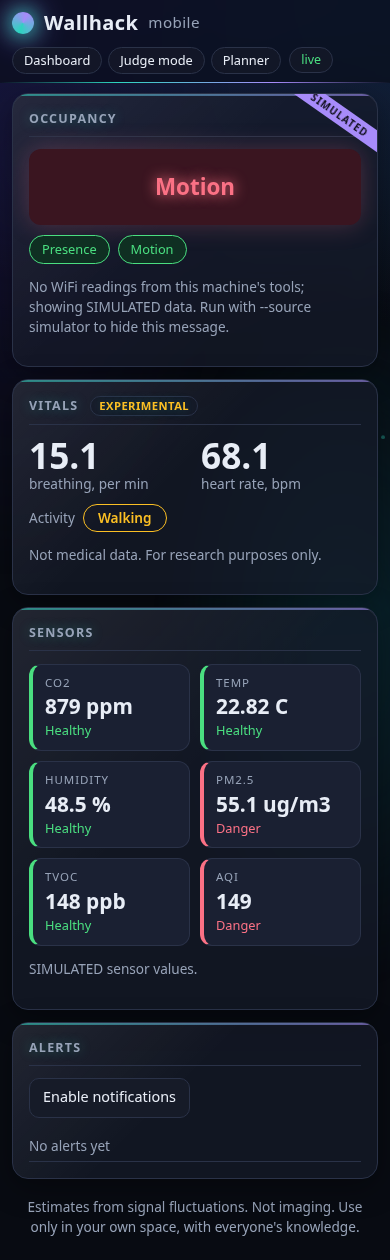 Wallhack mobile
Dashboard Judge mode Planner live
OCCUPANCY
SIMULATED
Motion
Presence Motion
No WiFi readings from this machine's tools;
showing SIMULATED data. Run with --source
simulator to hide this message.
VITALS EXPERIMENTAL
15.1 68.1
breathing, per min heart rate, bpm
Activity Walking
Not medical data. For research purposes only.
SENSORS
CO2 TEMP
879 ppm 22.82 C
Healthy Healthy
HUMIDITY PM2.5
48.5 % 55.1 ug/m3
Healthy Danger
TVOC AQI
148 ppb 149
Healthy Danger
SIMULATED sensor values.
ALERTS
Enable notifications
No alerts yet
Estimates from signal fluctuations. Not imaging. Use
only in your own space, with everyone's knowledge.